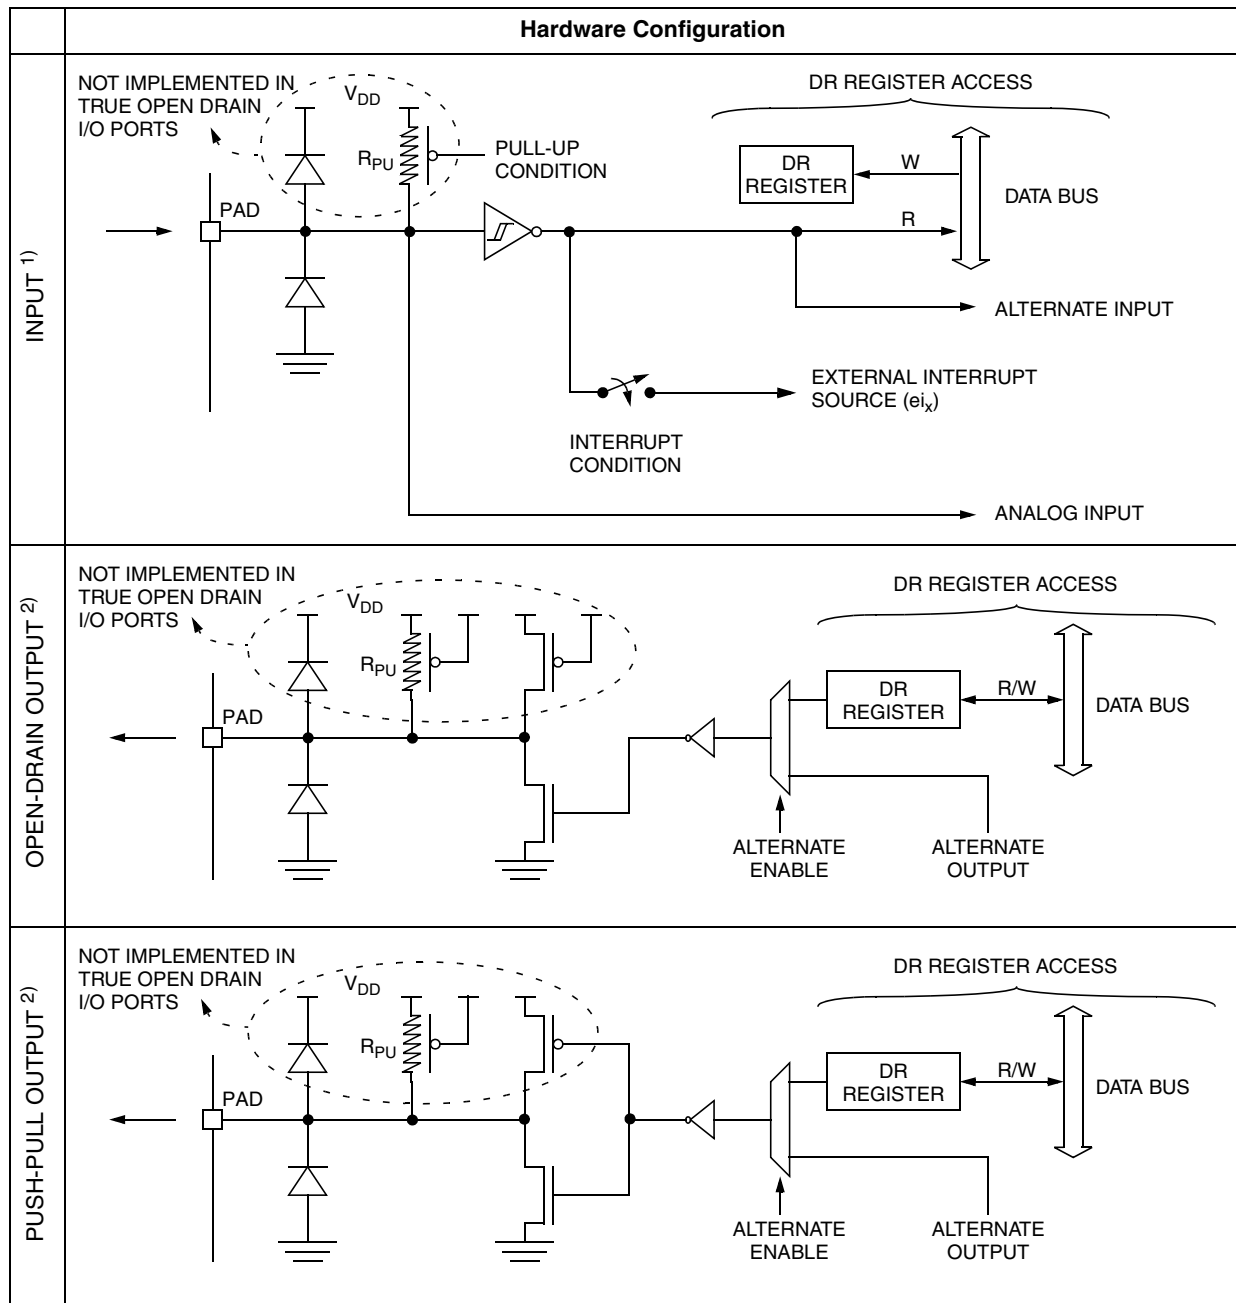 Hardware Configuration
INPUT 1)
NOT IMPLEMENTED IN
TRUE OPEN DRAIN
I/O PORTS
VDD
RPU
PULL-UP
CONDITION
PAD
DR REGISTER ACCESS
DR
REGISTER
W
R
DATA BUS
ALTERNATE INPUT
EXTERNAL INTERRUPT
SOURCE (eix)
INTERRUPT
CONDITION
ANALOG INPUT
OPEN-DRAIN OUTPUT 2)
NOT IMPLEMENTED IN
TRUE OPEN DRAIN
I/O PORTS
VDD
RPU
PAD
DR REGISTER ACCESS
DR
REGISTER
R/W
DATA BUS
ALTERNATE
ENABLE
ALTERNATE
OUTPUT
PUSH-PULL OUTPUT 2)
NOT IMPLEMENTED IN
TRUE OPEN DRAIN
I/O PORTS
VDD
RPU
PAD
DR REGISTER ACCESS
DR
REGISTER
R/W
DATA BUS
ALTERNATE
ENABLE
ALTERNATE
OUTPUT